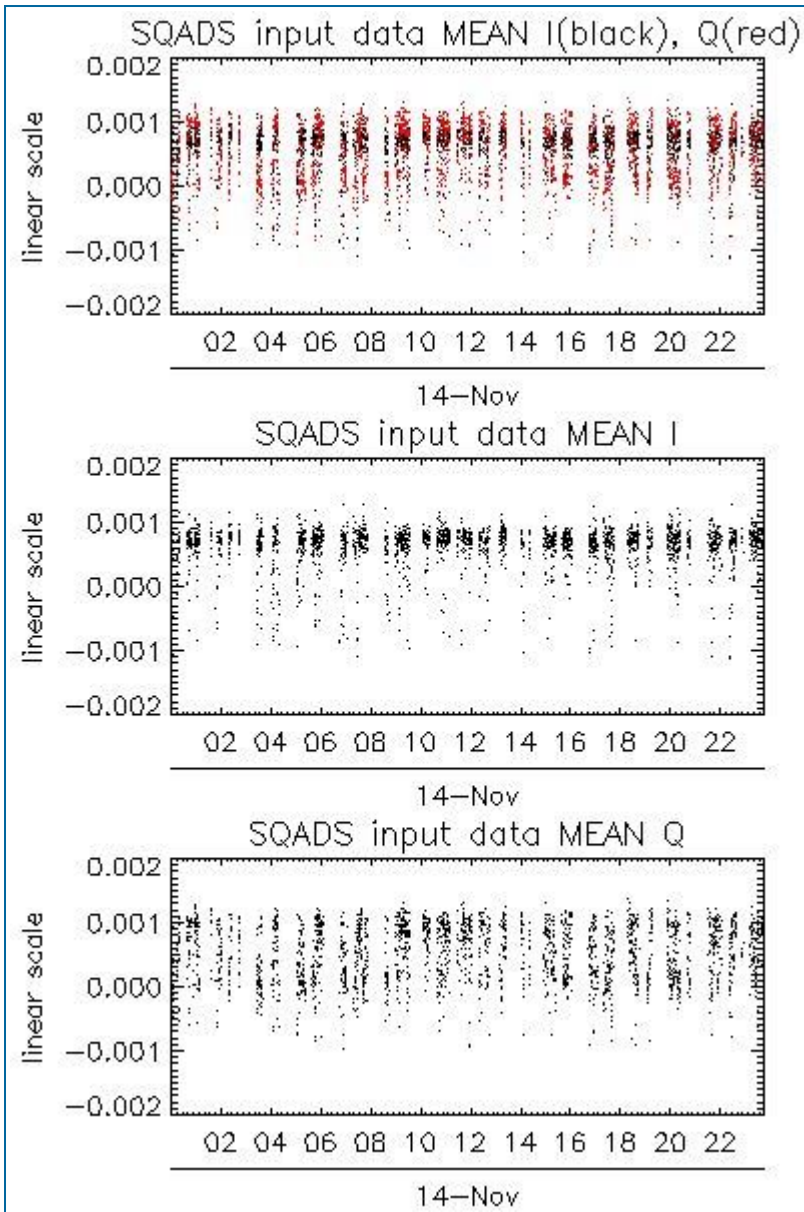 SQADS input data MEAN I(black), Q(red)
0.002
0.001
0.000
−0.001
−0.002
linear scale
02 04 06 08 10 12 14 16 18 20 22
14−Nov
SQADS input data MEAN I
0.002
0.001
0.000
−0.001
−0.002
linear scale
02 04 06 08 10 12 14 16 18 20 22
14−Nov
SQADS input data MEAN Q
0.002
0.001
0.000
−0.001
−0.002
linear scale
02 04 06 08 10 12 14 16 18 20 22
14−Nov